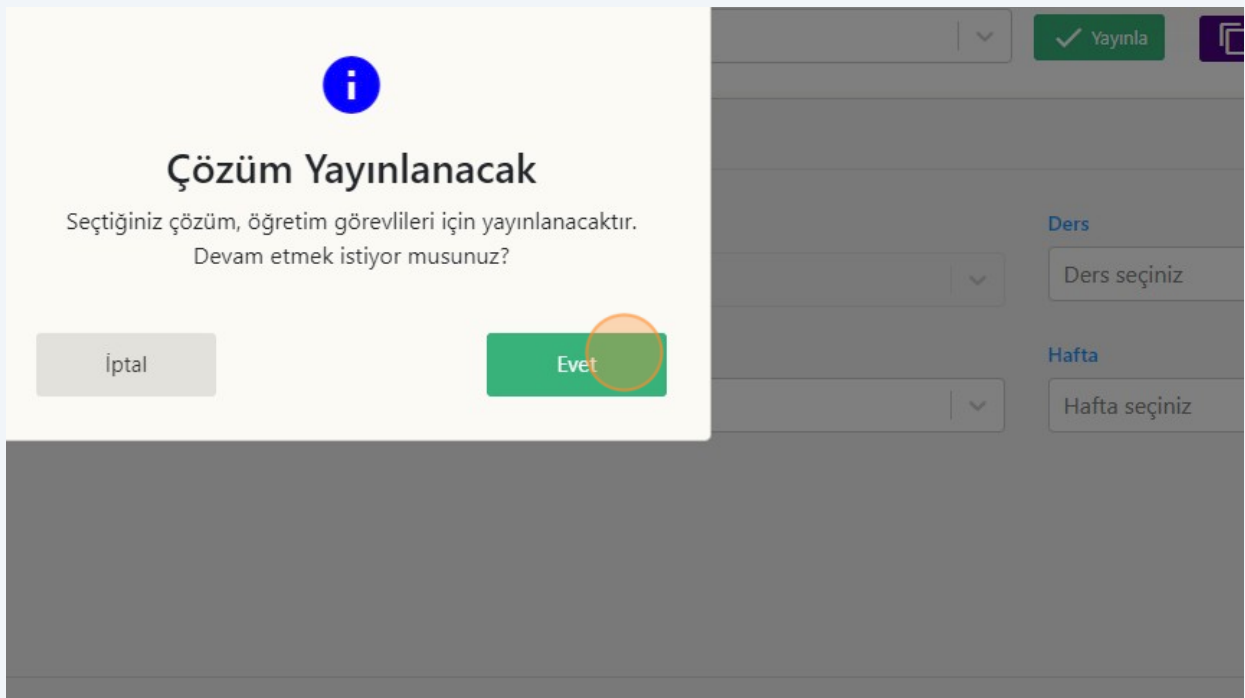 Yayınla
Çözüm Yayınlanacak
Seçtiğiniz çözüm, öğretim görevlileri için yayınlanacaktır.
Devam etmek istiyor musunuz?
Ders
Ders seçiniz
İptal
Evet
Hafta
Hafta seçiniz